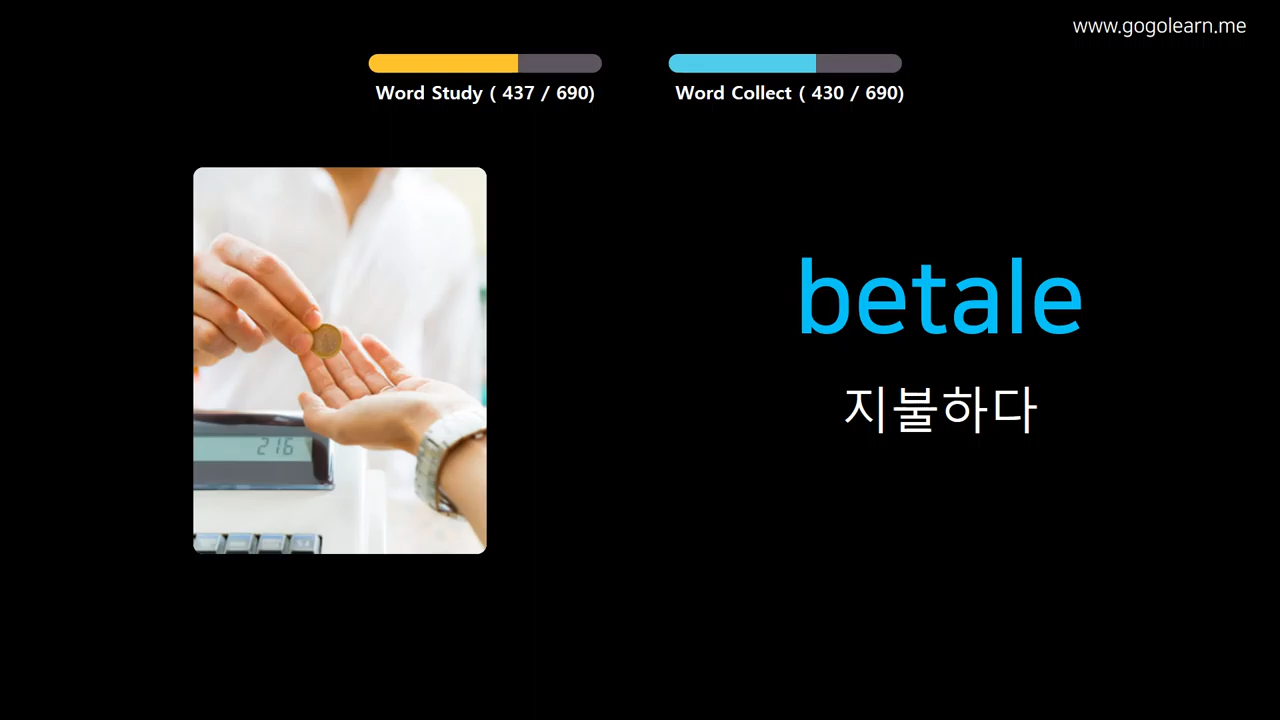 www.gogolearn.me
Word Study ( 437 / 690)
Word Collect ( 430 / 690)
betale
지불하다
216